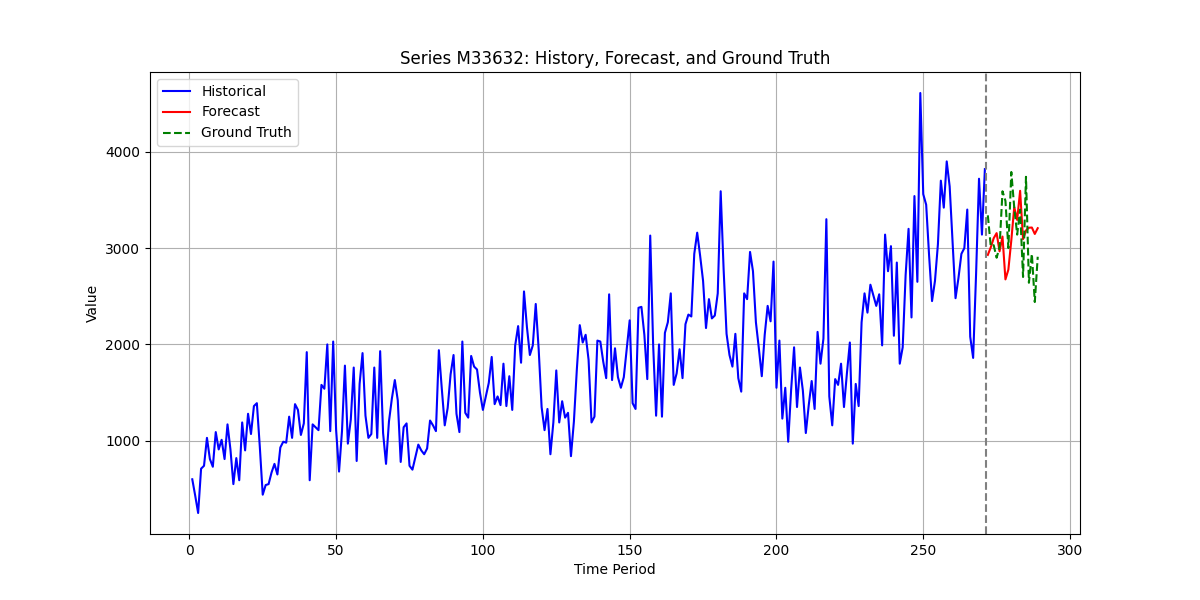 Series M33632: History, Forecast, and Ground Truth
Historical
Forecast
Ground Truth
4000
3000
2000
1000
Value
0 50 100 150 200 250 300
Time Period